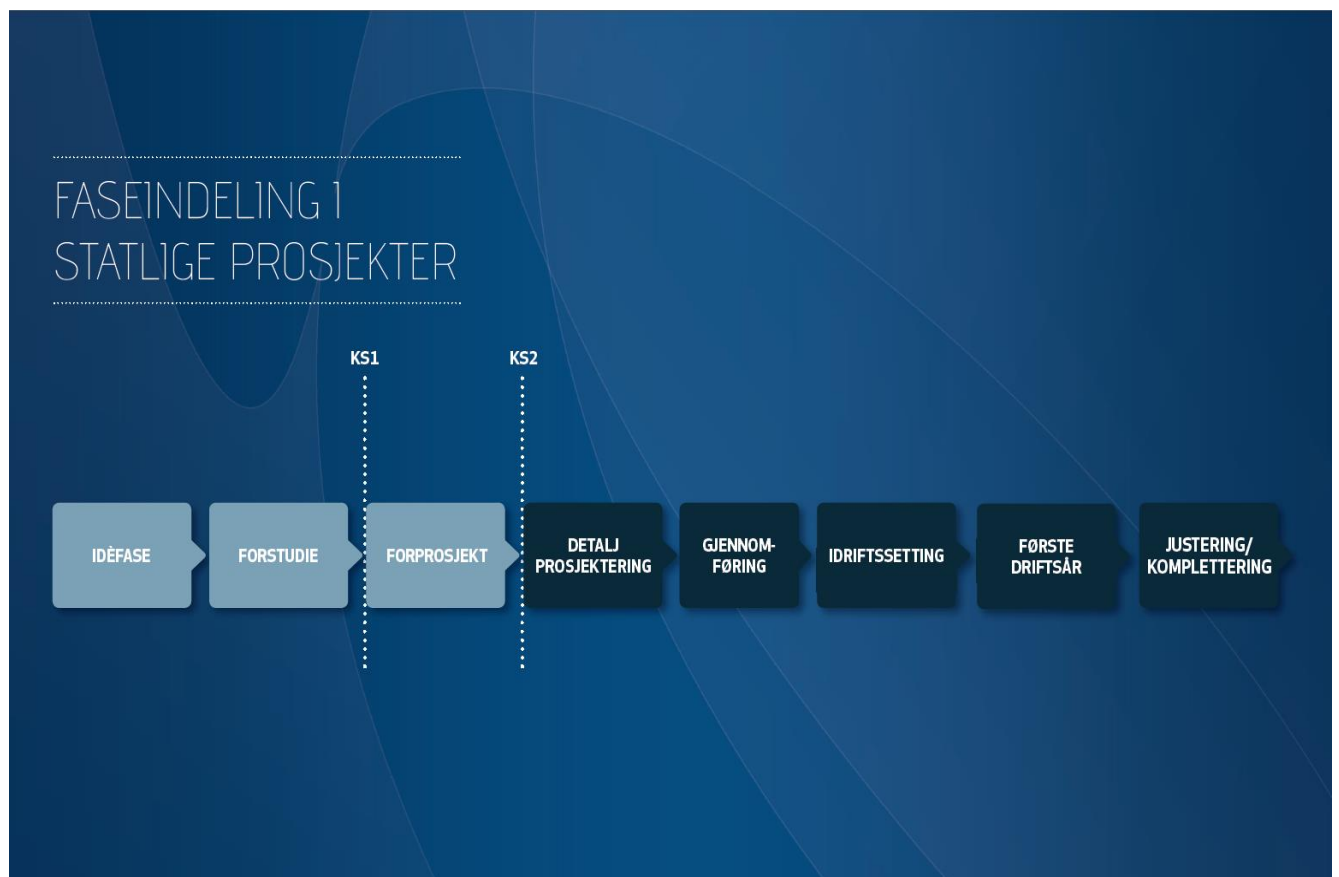 FASEINDELING I
STATLIGE PROSJEKTER
KS1
KS2
IDÈFASE
FORSTUDIE
FORPROSJEKT
DETALJ
PROSJEKTERING
GJENNOM-
FØRING
IDRIFTSSETTING
FØRSTE
DRIFTSÅR
JUSTERING/
KOMPLETTERING